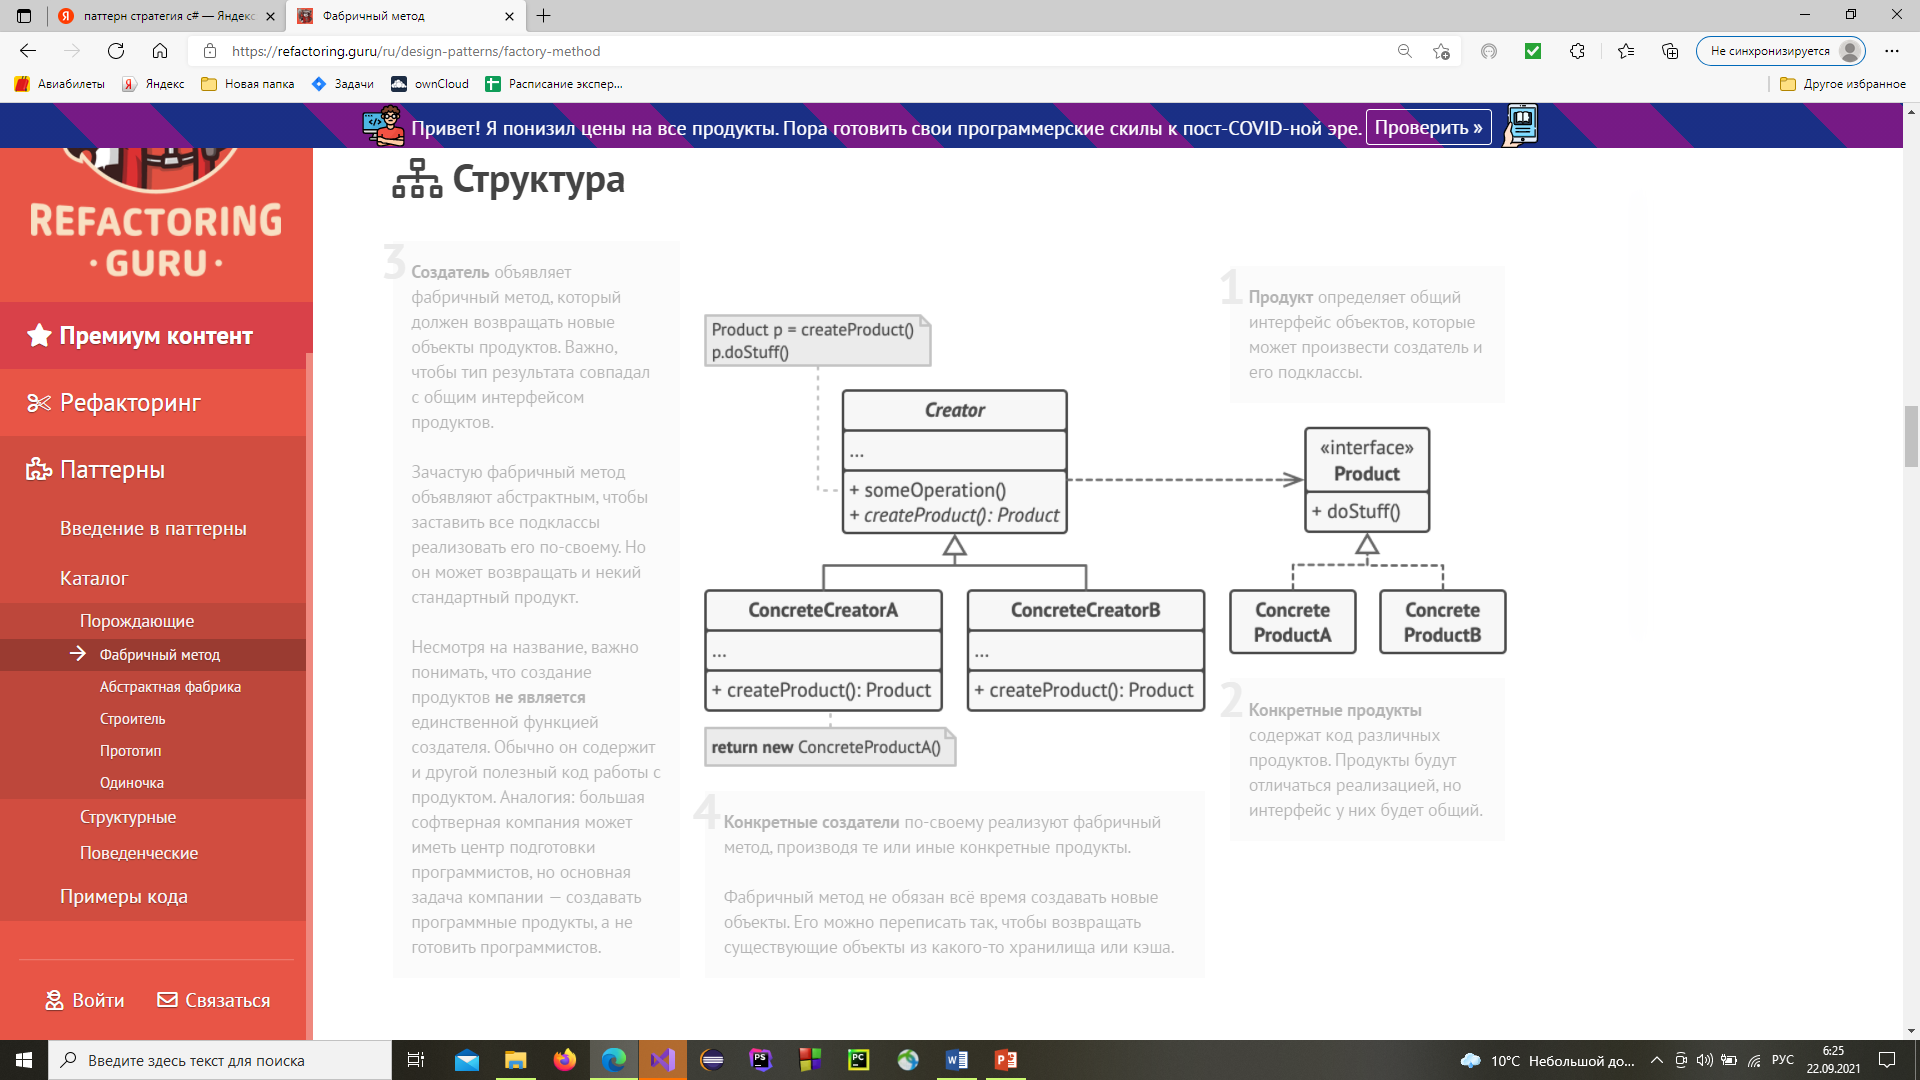 паттерн стратегия c# — Яндекс
Фабричный метод
https://refactoring.guru/ru/design-patterns/factory-method
Не синхронизируется
Авиабилеты
Яндекс
Новая папка
Задачи
ownCloud
Расписание экспер...
Другое избранное
Привет! Я понизил цены на все продукты. Пора готовить свои программерские скилы к пост-COVID-ной эре.
Проверить »
REFACTORING
· GURU ·
Премиум контент
Рефакторинг
Паттерны
Введение в паттерны
Каталог
Порождающие
Фабричный метод
Абстрактная фабрика
Строитель
Прототип
Одиночка
Структурные
Поведенческие
Примеры кода
Войти
Связаться
Структура
3
Создатель объявляет
фабричный метод, который
должен возвращать новые
объекты продуктов. Важно,
чтобы тип результата совпадал
с общим интерфейсом
продуктов.
Зачастую фабричный метод
объявляют абстрактным, чтобы
заставить все подклассы
реализовать его по-своему. Но
он может возвращать и некий
стандартный продукт.
Несмотря на название, важно
понимать, что создание
продуктов не является
единственной функцией
создателя. Обычно он содержит
и другой полезный код работы с
продуктом. Аналогия: большая
софтверная компания может
иметь центр подготовки
программистов, но основная
задача компании — создавать
программные продукты, а не
готовить программистов.
Product p = createProduct()
p.doStuff()
Creator
...
+ someOperation()
+ createProduct(): Product
ConcreteCreatorA
...
+ createProduct(): Product
ConcreteCreatorB
...
+ createProduct(): Product
return new ConcreteProductA()
1
Продукт определяет общий
интерфейс объектов, которые
может произвести создатель и
его подклассы.
«interface»
Product
+ doStuff()
Concrete
ProductA
Concrete
ProductB
2
Конкретные продукты
содержат код различных
продуктов. Продукты будут
отличаться реализацией, но
интерфейс у них будет общий.
4
Конкретные создатели по-своему реализуют фабричный
метод, производя те или иные конкретные продукты.
Фабричный метод не обязан всё время создавать новые
объекты. Его можно переписать так, чтобы возвращать
существующие объекты из какого-то хранилища или кэша.
Введите здесь текст для поиска
PS
PC
10°C Небольшой до...
РУС
6:25
22.09.2021